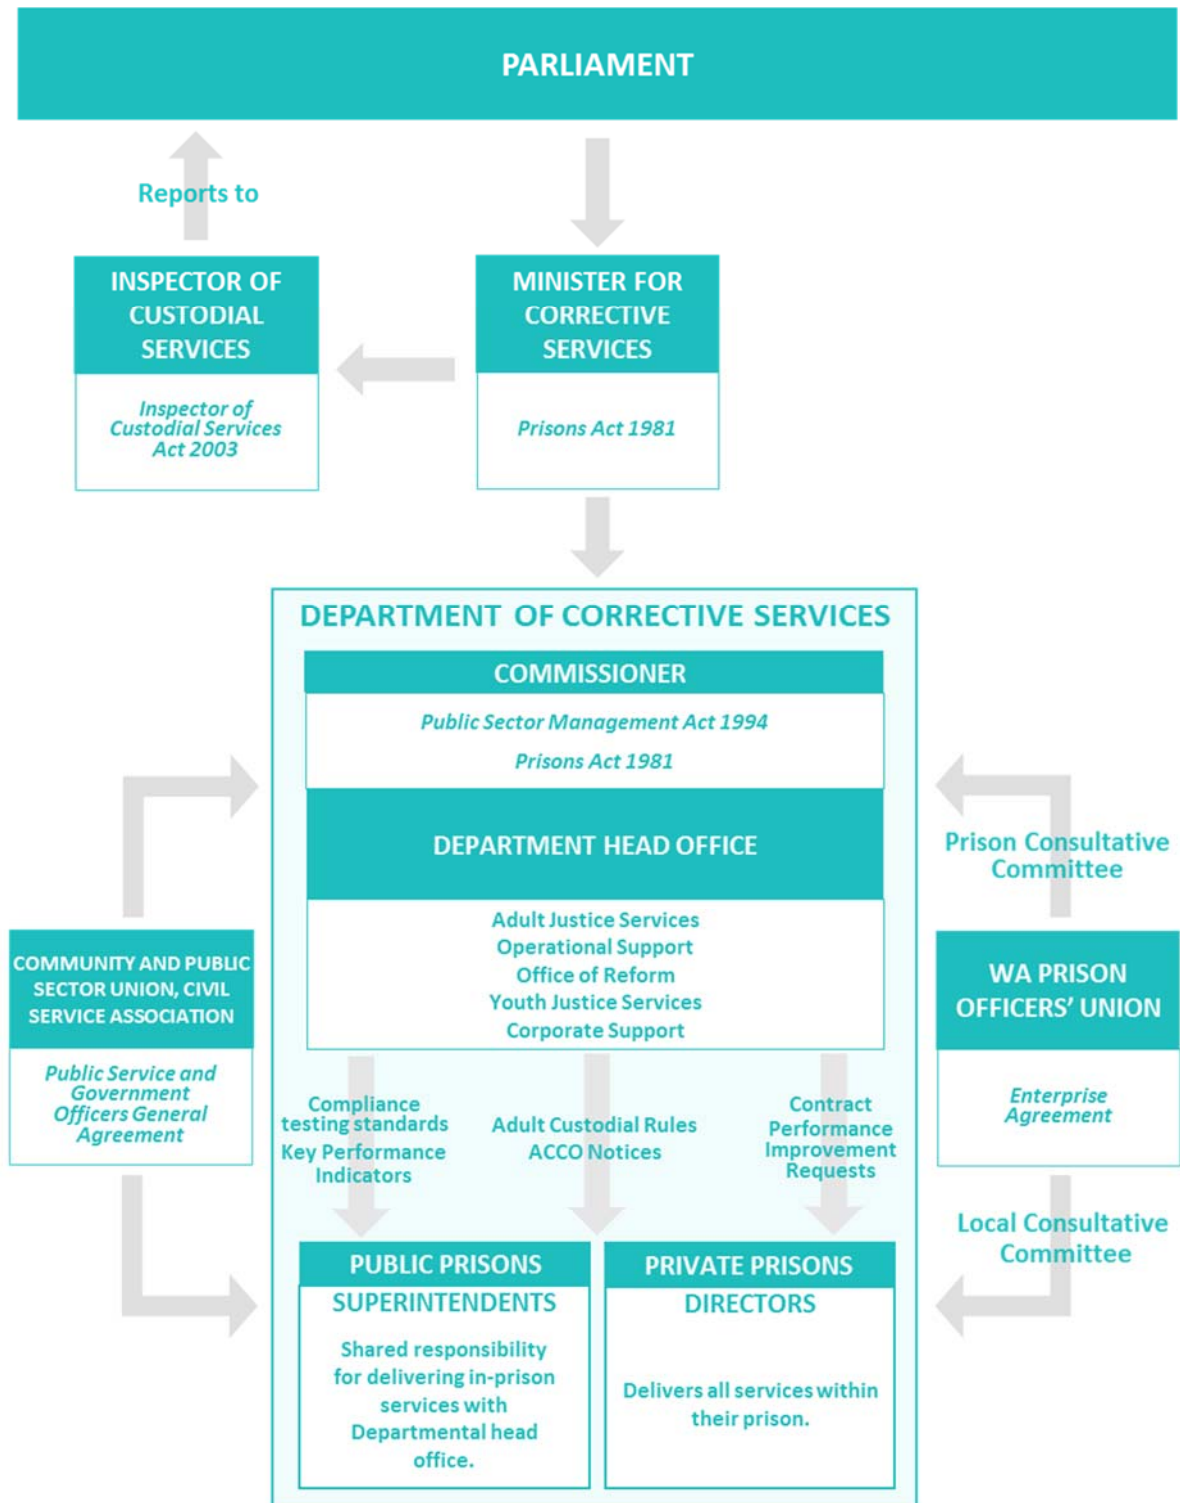 PARLIAMENT
Reports to
INSPECTOR OF
CUSTODIAL
SERVICES
Inspector of
Custodial Services
Act 2003
MINISTER FOR
CORRECTIVE
SERVICES
Prisons Act 1981
DEPARTMENT OF CORRECTIVE SERVICES
COMMISSIONER
Public Sector Management Act 1994
Prisons Act 1981
DEPARTMENT HEAD OFFICE
Adult Justice Services
Operational Support
Office of Reform
Youth Justice Services
Corporate Support
COMMUNITY AND PUBLIC
SECTOR UNION, CIVIL
SERVICE ASSOCIATION
Public Service and
Government
Officers General
Agreement
Prison Consultative
Committee
WA PRISON
OFFICERS' UNION
Enterprise
Agreement
Local Consultative
Committee
Compliance
testing standards
Key Performance
Indicators
Adult Custodial Rules
ACCO Notices
Contract
Performance
Improvement
Requests
PUBLIC PRISONS
SUPERINTENDENTS
Shared responsibility
for delivering in-prison
services with
Departmental head
office.
PRIVATE PRISONS
DIRECTORS
Delivers all services within
their prison.